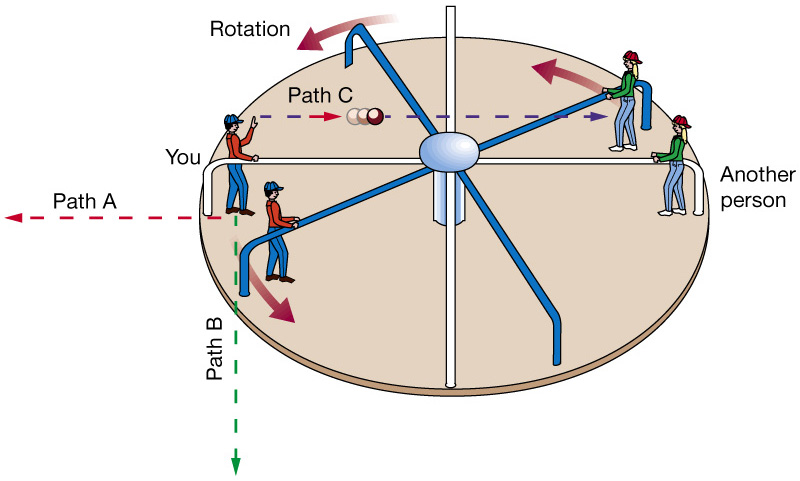 Rotation
Path C
You
Path A
Another
person
Path B